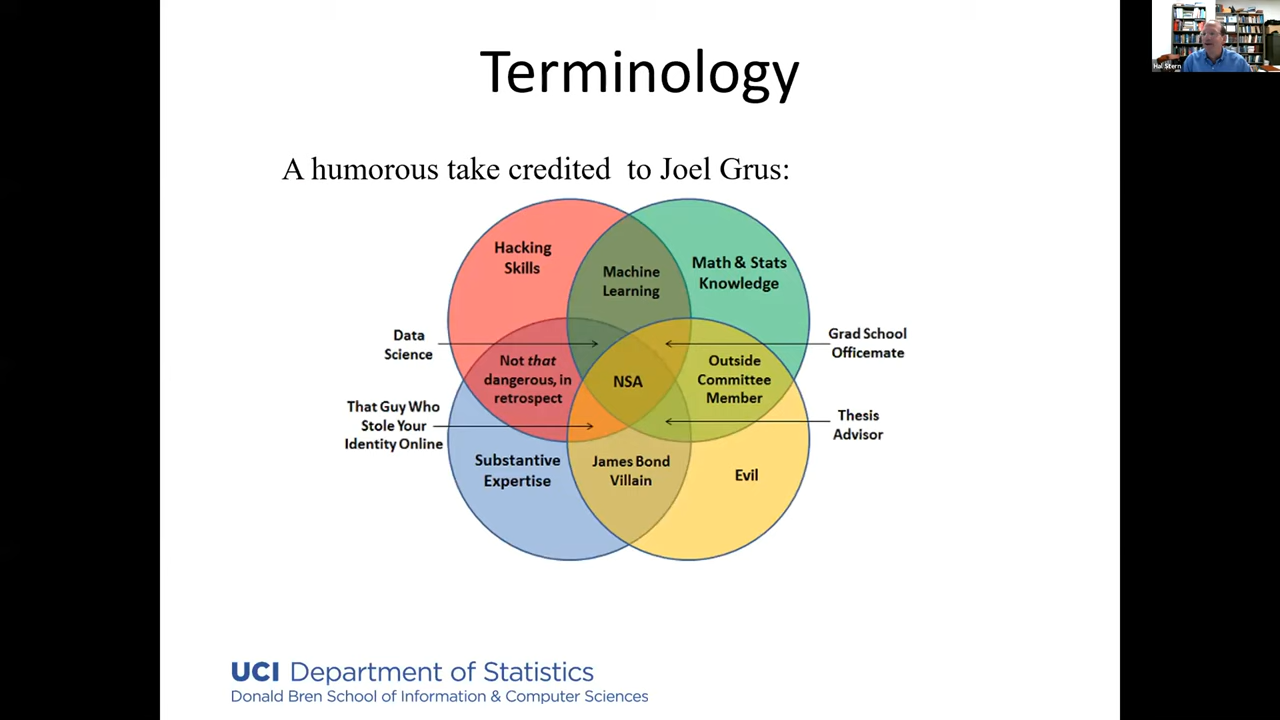 Terminology
Hal Stern
A humorous take credited  to Joel Grus:
Hacking
Skills
Machine
Learning
Math & Stats
Knowledge
Data
Science
Grad School
Officemate
Not that
dangerous, in
retrospect
NSA
Outside
Committee
Member
That Guy Who
Stole Your
Identity Online
Thesis
Advisor
Substantive
Expertise
James Bond
Villain
Evil
UCI Department of Statistics
Donald Bren School of Information & Computer Sciences